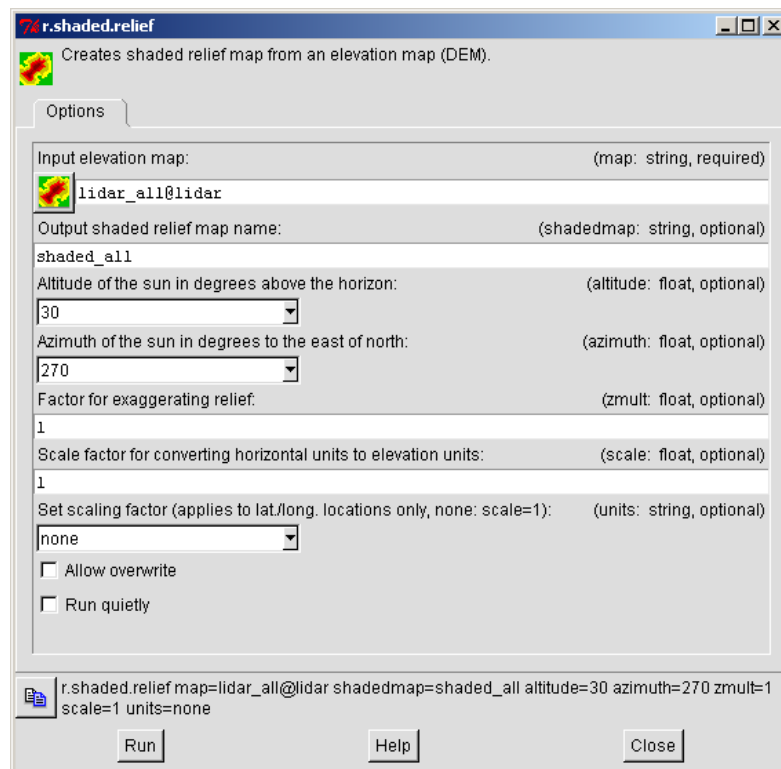 r.shaded.relief
Creates shaded relief map from an elevation map (DEM).
Options
Input elevation map: (map: string, required)
lidar_all@lidar
Output shaded relief map name: (shadedmap: string, optional)
shaded_all
Altitude of the sun in degrees above the horizon: (altitude: float, optional)
30
Azimuth of the sun in degrees to the east of north: (azimuth: float, optional)
270
Factor for exaggerating relief: (zmult: float, optional)
1
Scale factor for converting horizontal units to elevation units: (scale: float, optional)
1
Set scaling factor (applies to lat./long. locations only, none: scale=1): (units: string, optional)
none
Allow overwrite
Run quietly
r.shaded.relief map=lidar_all@lidar shadedmap=shaded_all altitude=30 azimuth=270 zmult=1
scale=1 units=none
Run Help Close